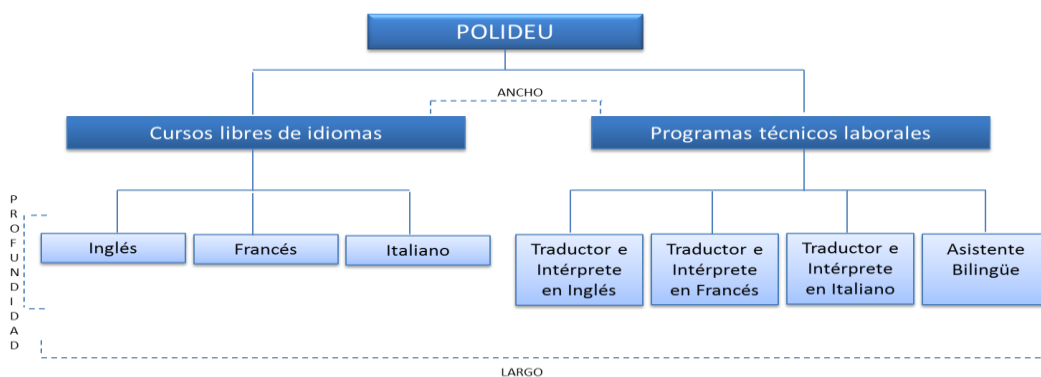 POLIDEU
ANCHO
Cursos libres de idiomas
Programas técnicos laborales
PROFUNDIDAD
Inglés
Francés
Italiano
Traductor e
Intérprete
en Inglés
Traductor e
Intérprete
en Francés
Traductor e
Intérprete
en Italiano
Asistente
Bilingüe
LARGO